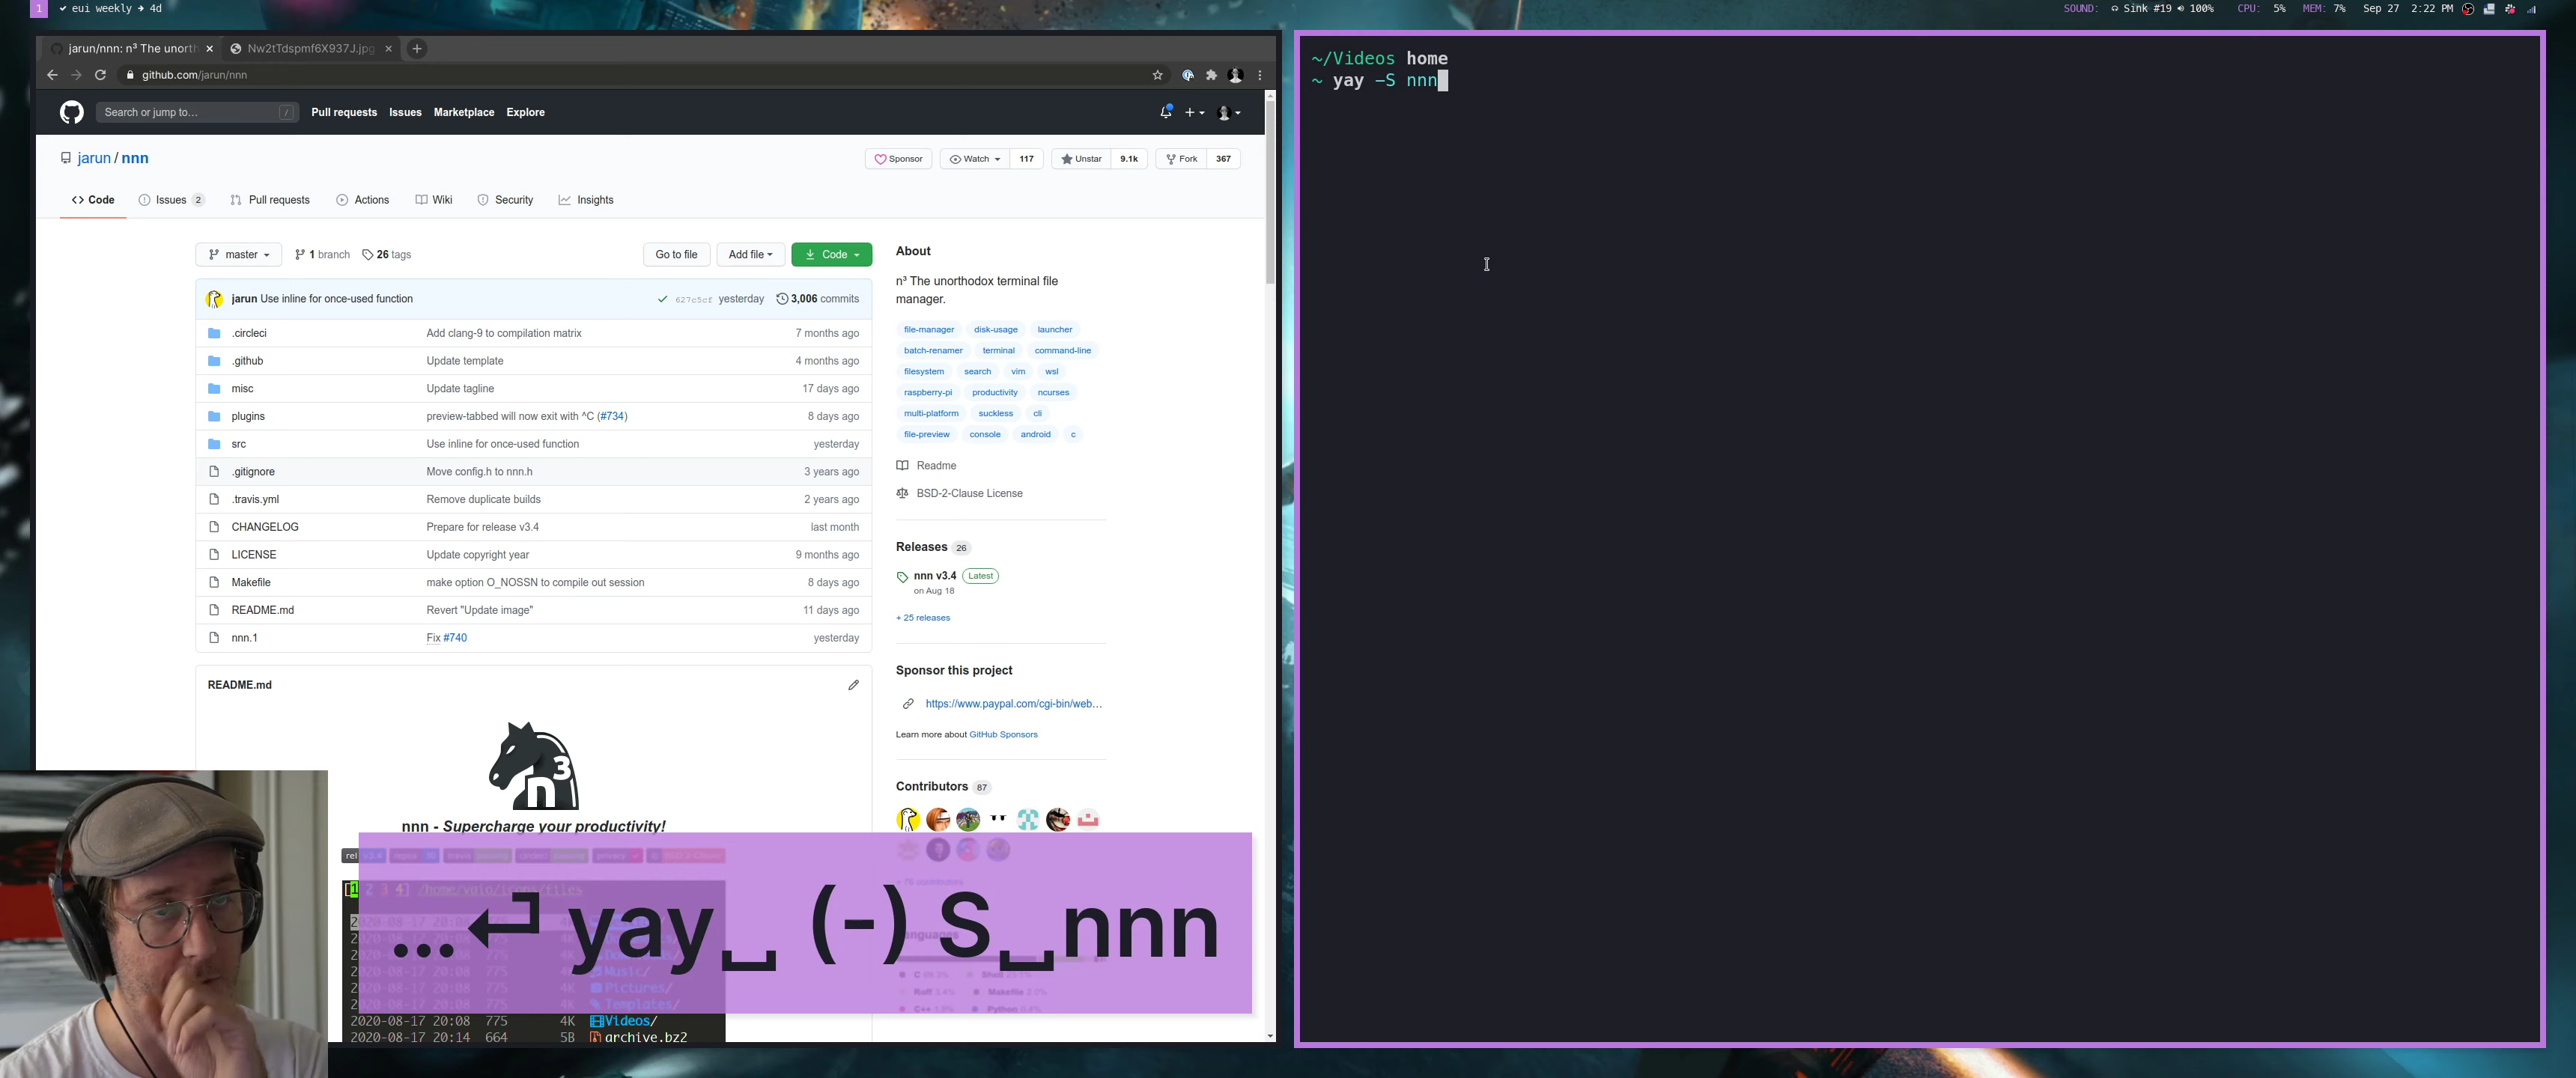 1 ✔ eui weekly → 4d
SOUND: Sink #19 100% CPU: 5% MEM: 7% Sep 27 2:22 PM
jarun/nnn: n³ The unorth
Nw2tTdspmf6X937J.jpg
github.com/jarun/nnn
Search or jump to… /
Pull requests Issues Marketplace Explore
jarun / nnn
Sponsor Watch 117 Unstar 9.1k Fork 367
Code Issues 2 Pull requests Actions Wiki Security Insights
master 1 branch 26 tags Go to file Add file Code
jarun Use inline for once-used function 627c5cf yesterday 3,006 commits
.circleci Add clang-9 to compilation matrix 7 months ago
.github Update template 4 months ago
misc Update tagline 17 days ago
plugins preview-tabbed will now exit with ^C (#734) 8 days ago
src Use inline for once-used function yesterday
.gitignore Move config.h to nnn.h 3 years ago
.travis.yml Remove duplicate builds 2 years ago
CHANGELOG Prepare for release v3.4 last month
LICENSE Update copyright year 9 months ago
Makefile make option O_NOSSN to compile out session 8 days ago
README.md Revert "Update image" 11 days ago
nnn.1 Fix #740 yesterday
README.md
n3
nnn - Supercharge your productivity!
[1 2 3 4] /home/vaio/icons/files
Music/
Pictures/
Templates/
2020-08-17 20:08 775 4K Videos/
2020-08-17 20:14 664 5B archive.bz2
About
n³ The unorthodox terminal file
manager.
file-manager disk-usage launcher
batch-renamer terminal command-line
filesystem search vim wsl
raspberry-pi productivity ncurses
multi-platform suckless cli
file-preview console android c
Readme
BSD-2-Clause License
Releases 26
nnn v3.4 Latest
on Aug 18
+ 25 releases
Sponsor this project
https://www.paypal.com/cgi-bin/web…
Learn more about GitHub Sponsors
Contributors 87
… ⏎ yay␣ (-) S␣nnn
~/Videos home
~ yay -S nnn